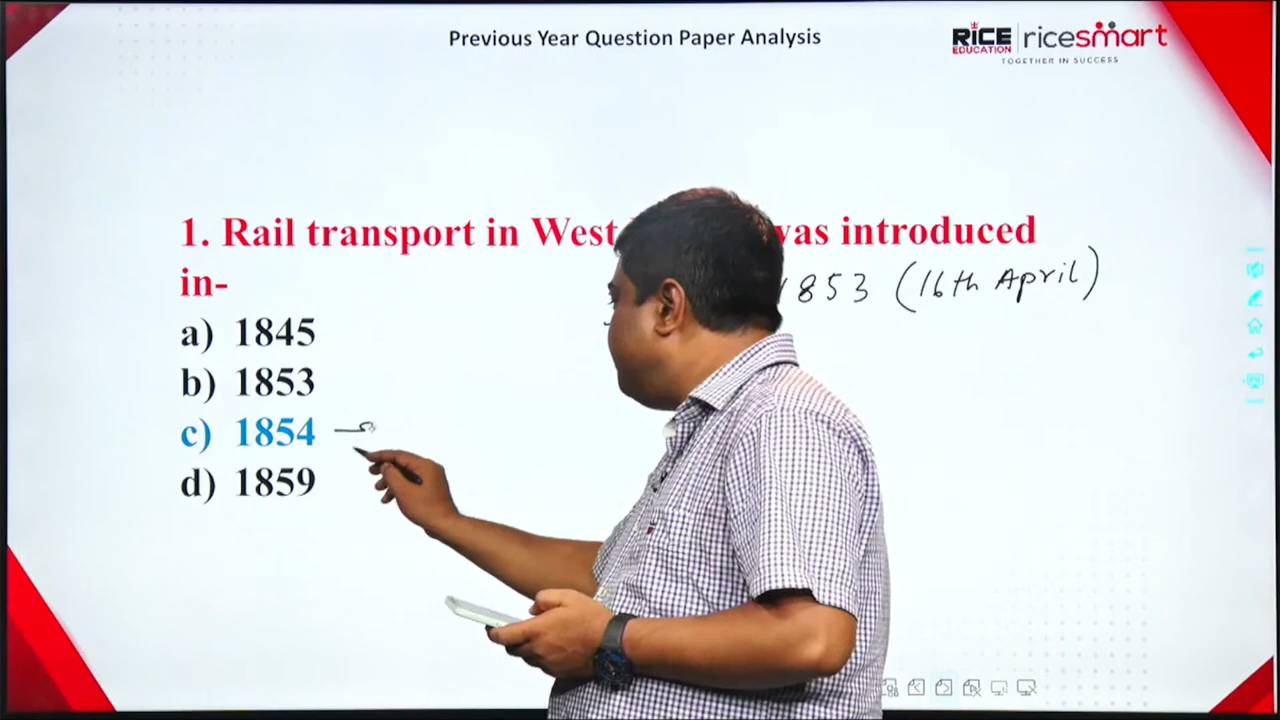 Previous Year Question Paper Analysis
RICE EDUCATION ricesmart
TOGETHER IN SUCCESS
1. Rail transport in West was introduced
in-
1853 (16th April)
a) 1845
b) 1853
c) 1854
d) 1859